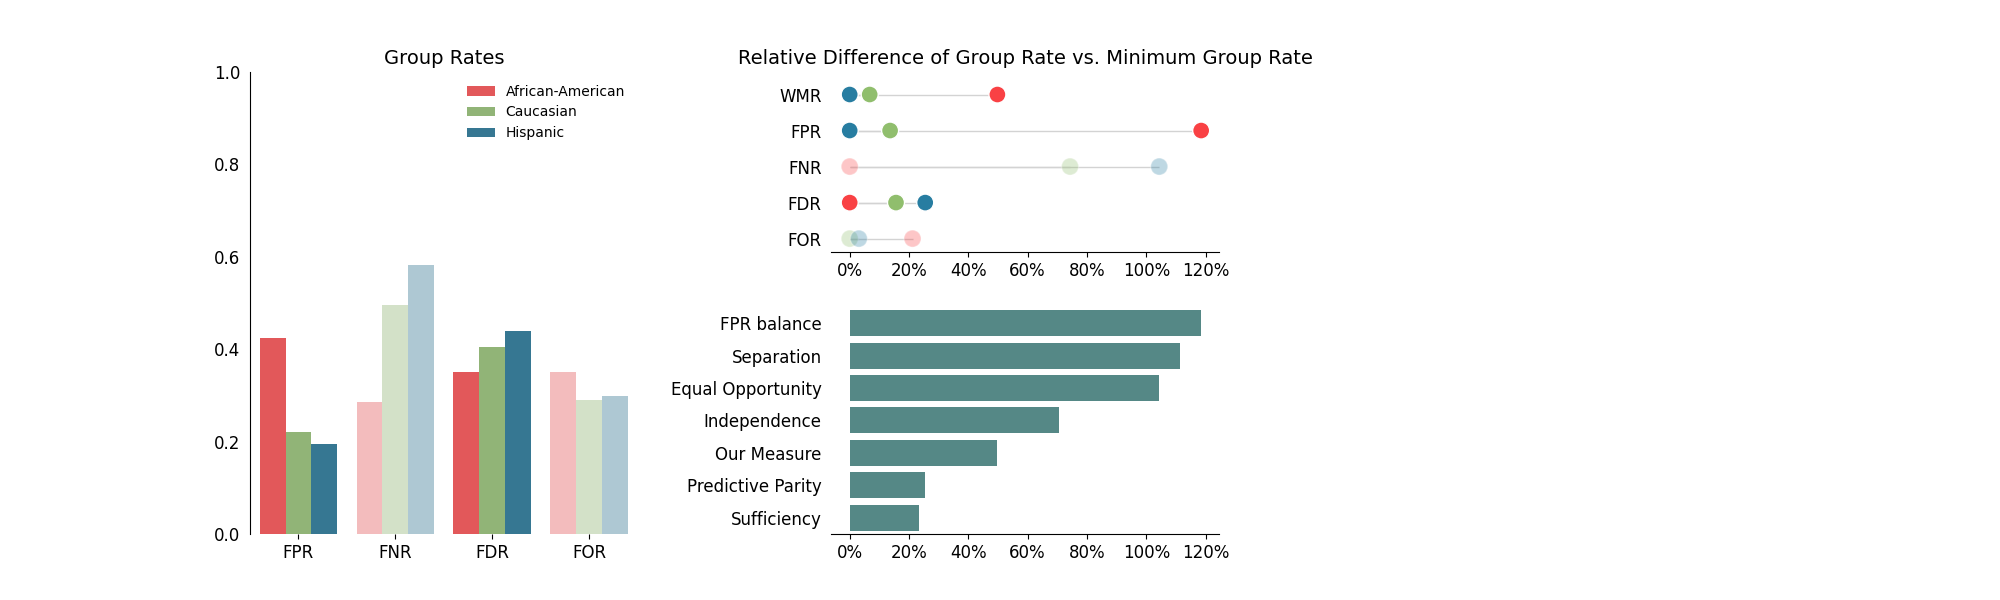 Group Rates
1.0
0.8
0.6
0.4
0.2
0.0
African-American
Caucasian
Hispanic
FPR FNR FDR FOR
Relative Difference of Group Rate vs. Minimum Group Rate
WMR
FPR
FNR
FDR
FOR
0% 20% 40% 60% 80% 100% 120%
FPR balance
Separation
Equal Opportunity
Independence
Our Measure
Predictive Parity
Sufficiency
0% 20% 40% 60% 80% 100% 120%